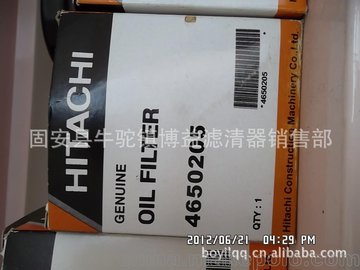 HITACHI
GENUINE
OIL FILTER
4650205
*4650205*
QTY: 1
Hitachi Construction Machinery Co., Ltd.
固安县牛驼镇博益滤清器销售部
2012/06/21 04:29 PM
boyllqq.cn.alibaba.com